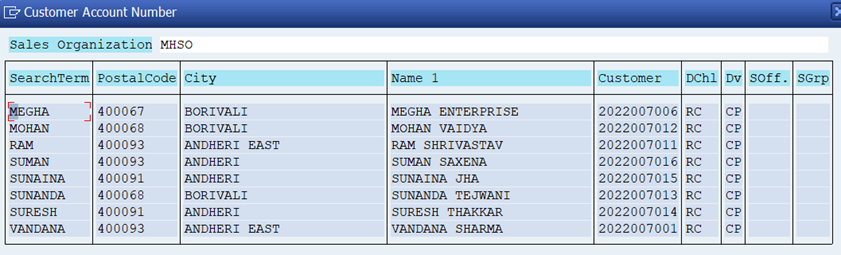 Customer Account Number
Sales Organization MHSO
SearchTerm PostalCode City Name 1 Customer DChl Dv SOff. SGrp
MEGHA 400067 BORIVALI MEGHA ENTERPRISE 2022007006 RC CP
MOHAN 400068 BORIVALI MOHAN VAIDYA 2022007012 RC CP
RAM 400093 ANDHERI EAST RAM SHRIVASTAV 2022007011 RC CP
SUMAN 400093 ANDHERI SUMAN SAXENA 2022007016 RC CP
SUNAINA 400091 ANDHERI SUNAINA JHA 2022007015 RC CP
SUNANDA 400068 BORIVALI SUNANDA TEJWANI 2022007013 RC CP
SURESH 400091 ANDHERI SURESH THAKKAR 2022007014 RC CP
VANDANA 400093 ANDHERI EAST VANDANA SHARMA 2022007001 RC CP